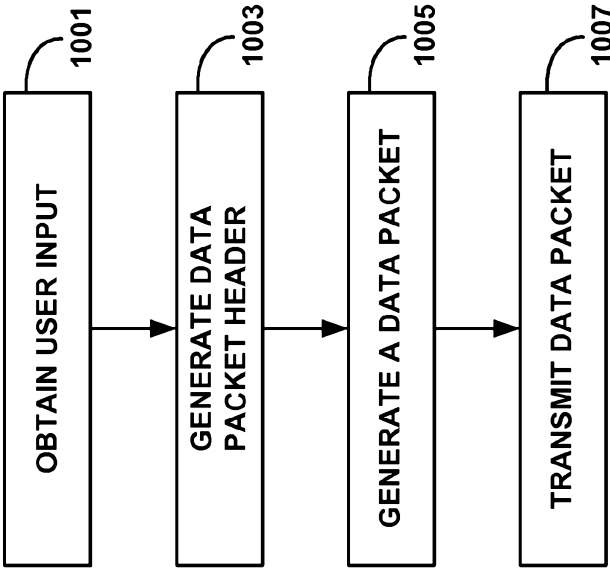 OBTAIN USER INPUT
1001
GENERATE DATA
PACKET HEADER
1003
GENERATE A DATA PACKET
1005
TRANSMIT DATA PACKET
1007